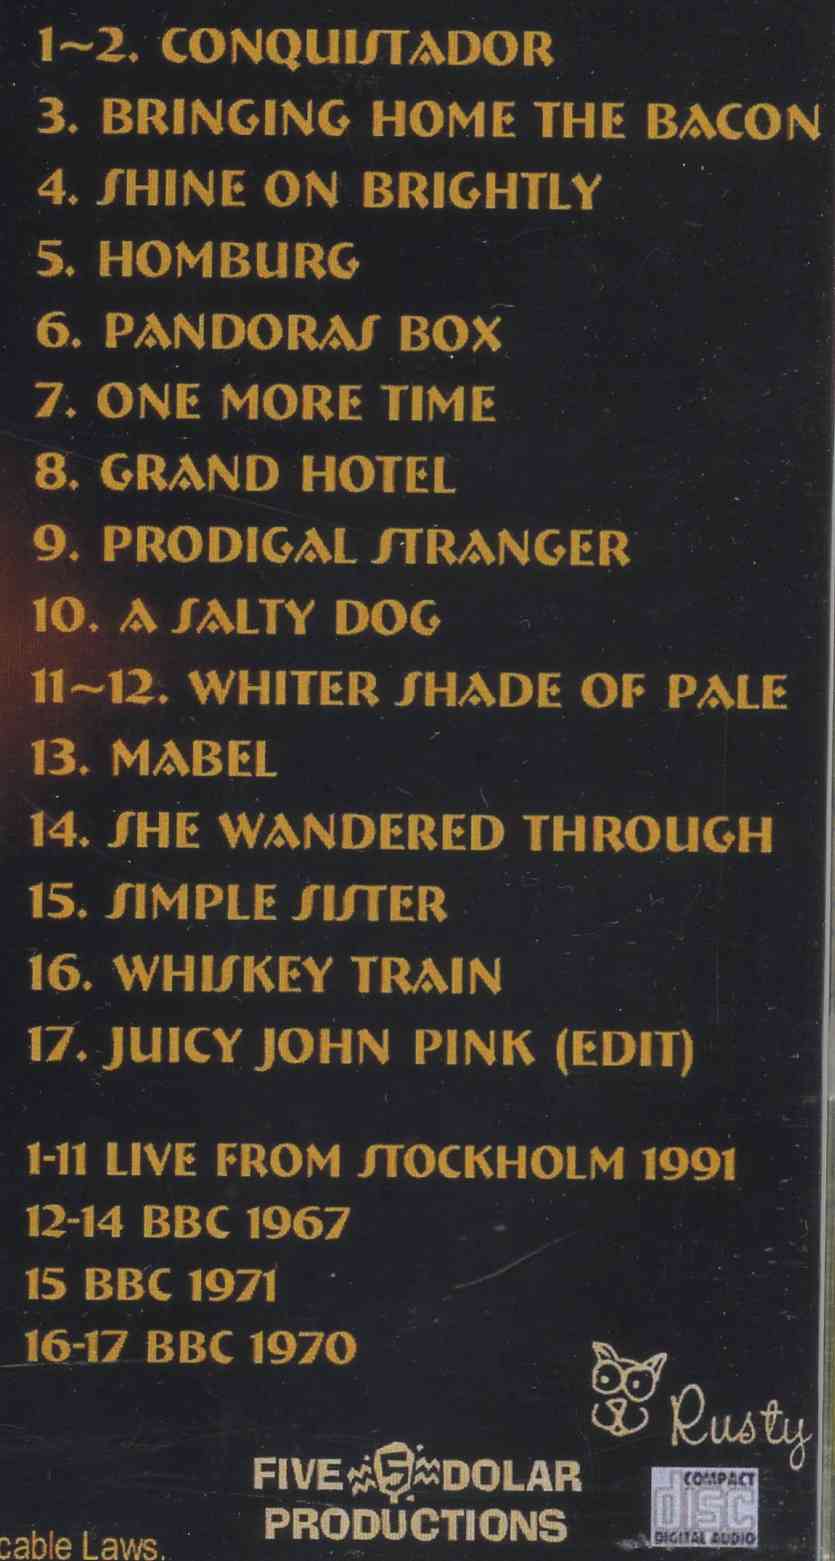 1~2. CONQUISTADOR
3. BRINGING HOME THE BACON
4. SHINE ON BRIGHTLY
5. HOMBURG
6. PANDORAS BOX
7. ONE MORE TIME
8. GRAND HOTEL
9. PRODIGAL STRANGER
10. A SALTY DOG
11~12. WHITER SHADE OF PALE
13. MABEL
14. SHE WANDERED THROUGH
15. SIMPLE SISTER
16. WHISKEY TRAIN
17. JUICY JOHN PINK (EDIT)
1-11 LIVE FROM STOCKHOLM 1991
12-14 BBC 1967
15 BBC 1971
16-17 BBC 1970
Rusty
FIVE 5 DOLAR
PRODUCTIONS
COMPACT
disc
DIGITAL AUDIO
cable Laws.